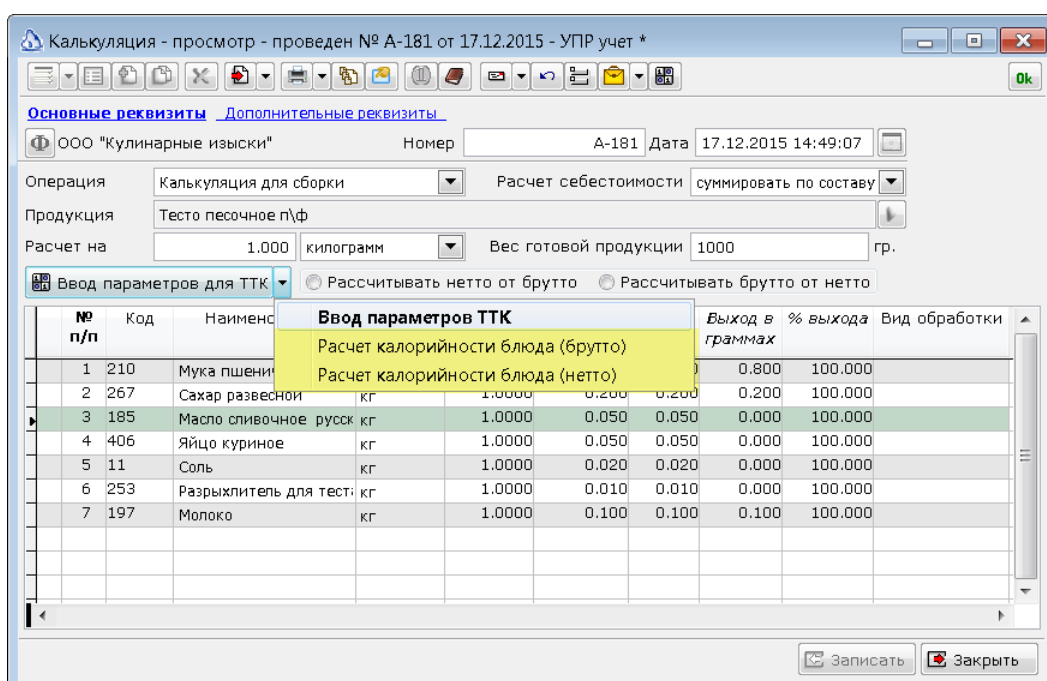 Калькуляция - просмотр - проведен № А-181 от 17.12.2015 - УПР учет *
Ok
Основные реквизиты Дополнительные реквизиты
Ф ООО "Кулинарные изыски" Номер А-181 Дата 17.12.2015 14:49:07
Операция Калькуляция для сборки Расчет себестоимости суммировать по составу
Продукция Тесто песочное п\ф
Расчет на 1.000 килограмм Вес готовой продукции 1000 гр.
Ввод параметров для ТТК Рассчитывать нетто от брутто Рассчитывать брутто от нетто
Ввод параметров ТТК
Расчет калорийности блюда (брутто)
Расчет калорийности блюда (нетто)
№ п/п Код Наименс Выход в граммах % выхода Вид обработки
1 210 Мука пшени 0.800 100.000
2 267 Сахар развесной кг 1.0000 0.200 0.200 0.200 100.000
3 185 Масло сливочное русск кг 1.0000 0.050 0.050 0.000 100.000
4 406 Яйцо куриное кг 1.0000 0.050 0.050 0.000 100.000
5 11 Соль кг 1.0000 0.020 0.020 0.000 100.000
6 253 Разрыхлитель для тест кг 1.0000 0.010 0.010 0.000 100.000
7 197 Молоко кг 1.0000 0.100 0.100 0.100 100.000
Записать Закрыть